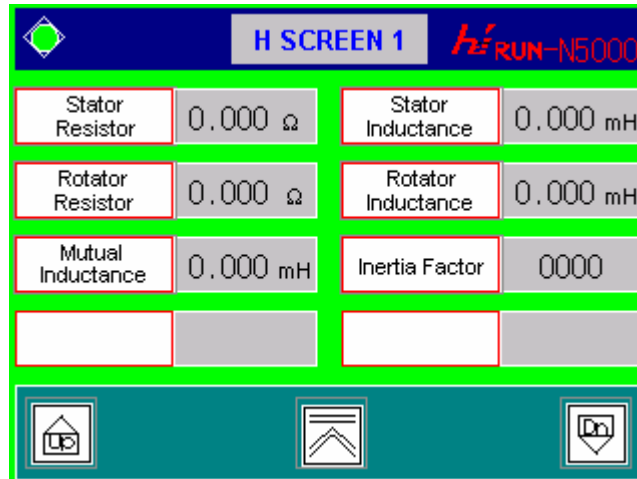 H SCREEN 1
hi RUN-N5000
Stator
Resistor
0.000 Ω
Stator
Inductance
0.000 mH
Rotator
Resistor
0.000 Ω
Rotator
Inductance
0.000 mH
Mutual
Inductance
0.000 mH
Inertia Factor
0000
Up
Dn